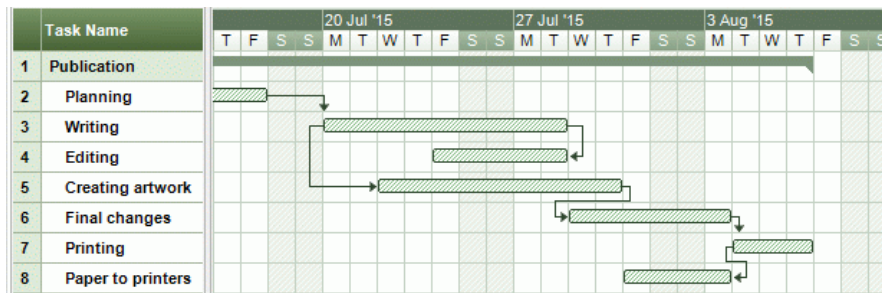 20 Jul '15 27 Jul '15 3 Aug '15
Task Name T F S S M T W T F S S M T W T F S S M T W T F S S
1 Publication
2 Planning
3 Writing
4 Editing
5 Creating artwork
6 Final changes
7 Printing
8 Paper to printers